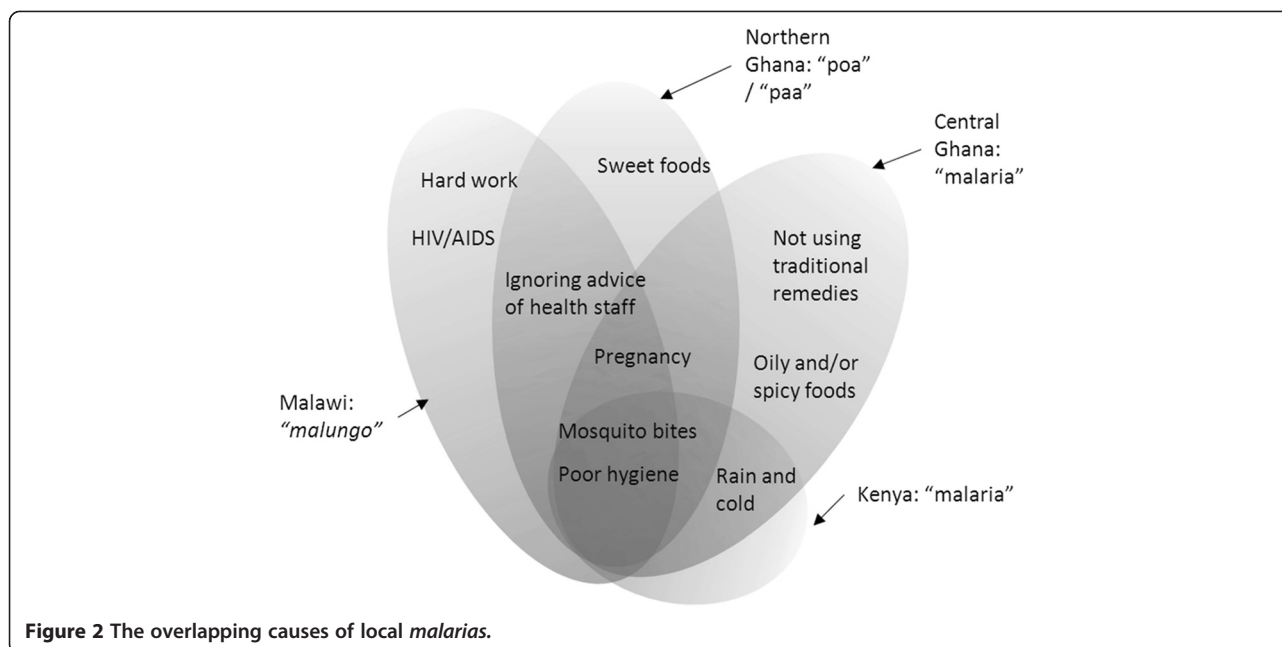 Northern
Ghana: “poa”
/ “paa”
Central
Ghana:
“malaria”
Sweet foods
Hard work
HIV/AIDS
Not using
traditional
remedies
Ignoring advice
of health staff
Pregnancy
Oily and/or
spicy foods
Malawi:
“malungo”
Mosquito bites
Poor hygiene
Rain and
cold
Kenya: “malaria”
Figure 2 The overlapping causes of local malarias.